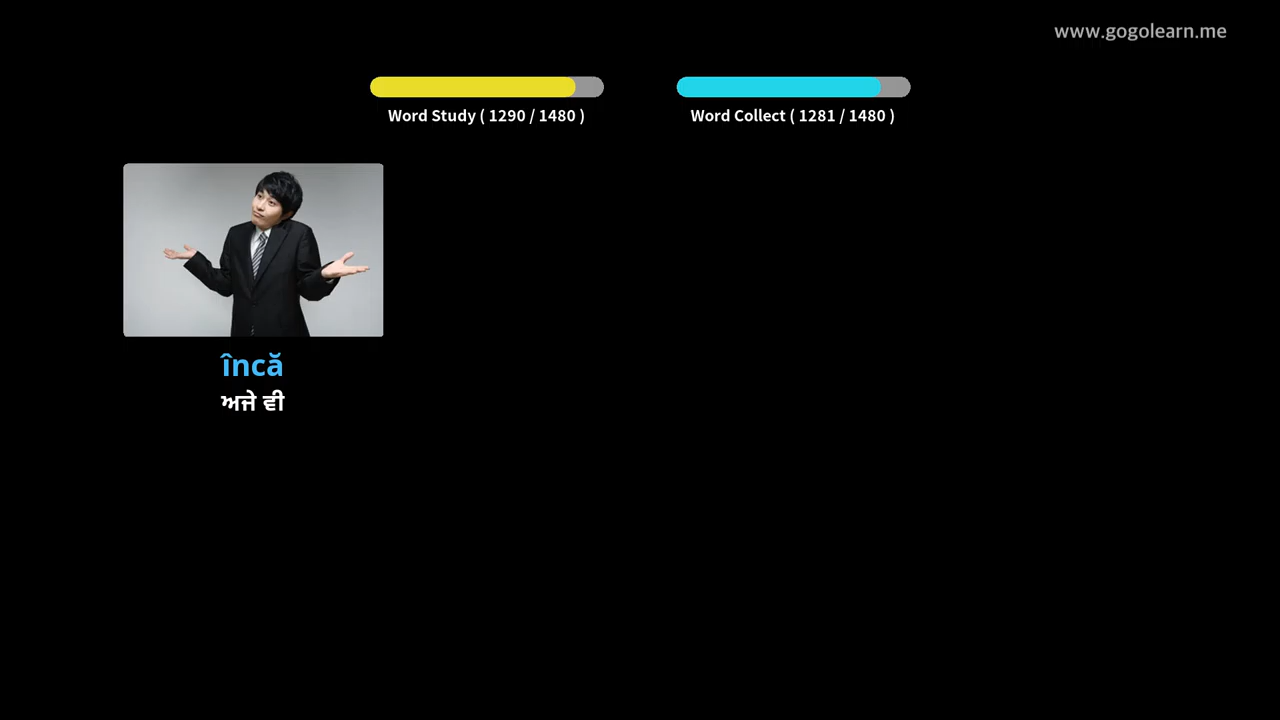 www.gogolearn.me
Word Study ( 1290 / 1480 )
Word Collect ( 1281 / 1480 )
încă
ਅਜੇ ਵੀ